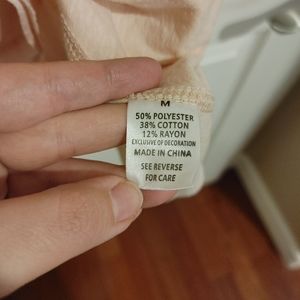 M
50% POLYESTER
38% COTTON
12% RAYON
EXCLUSIVE OF DECORATION
MADE IN CHINA
SEE REVERSE
FOR CARE